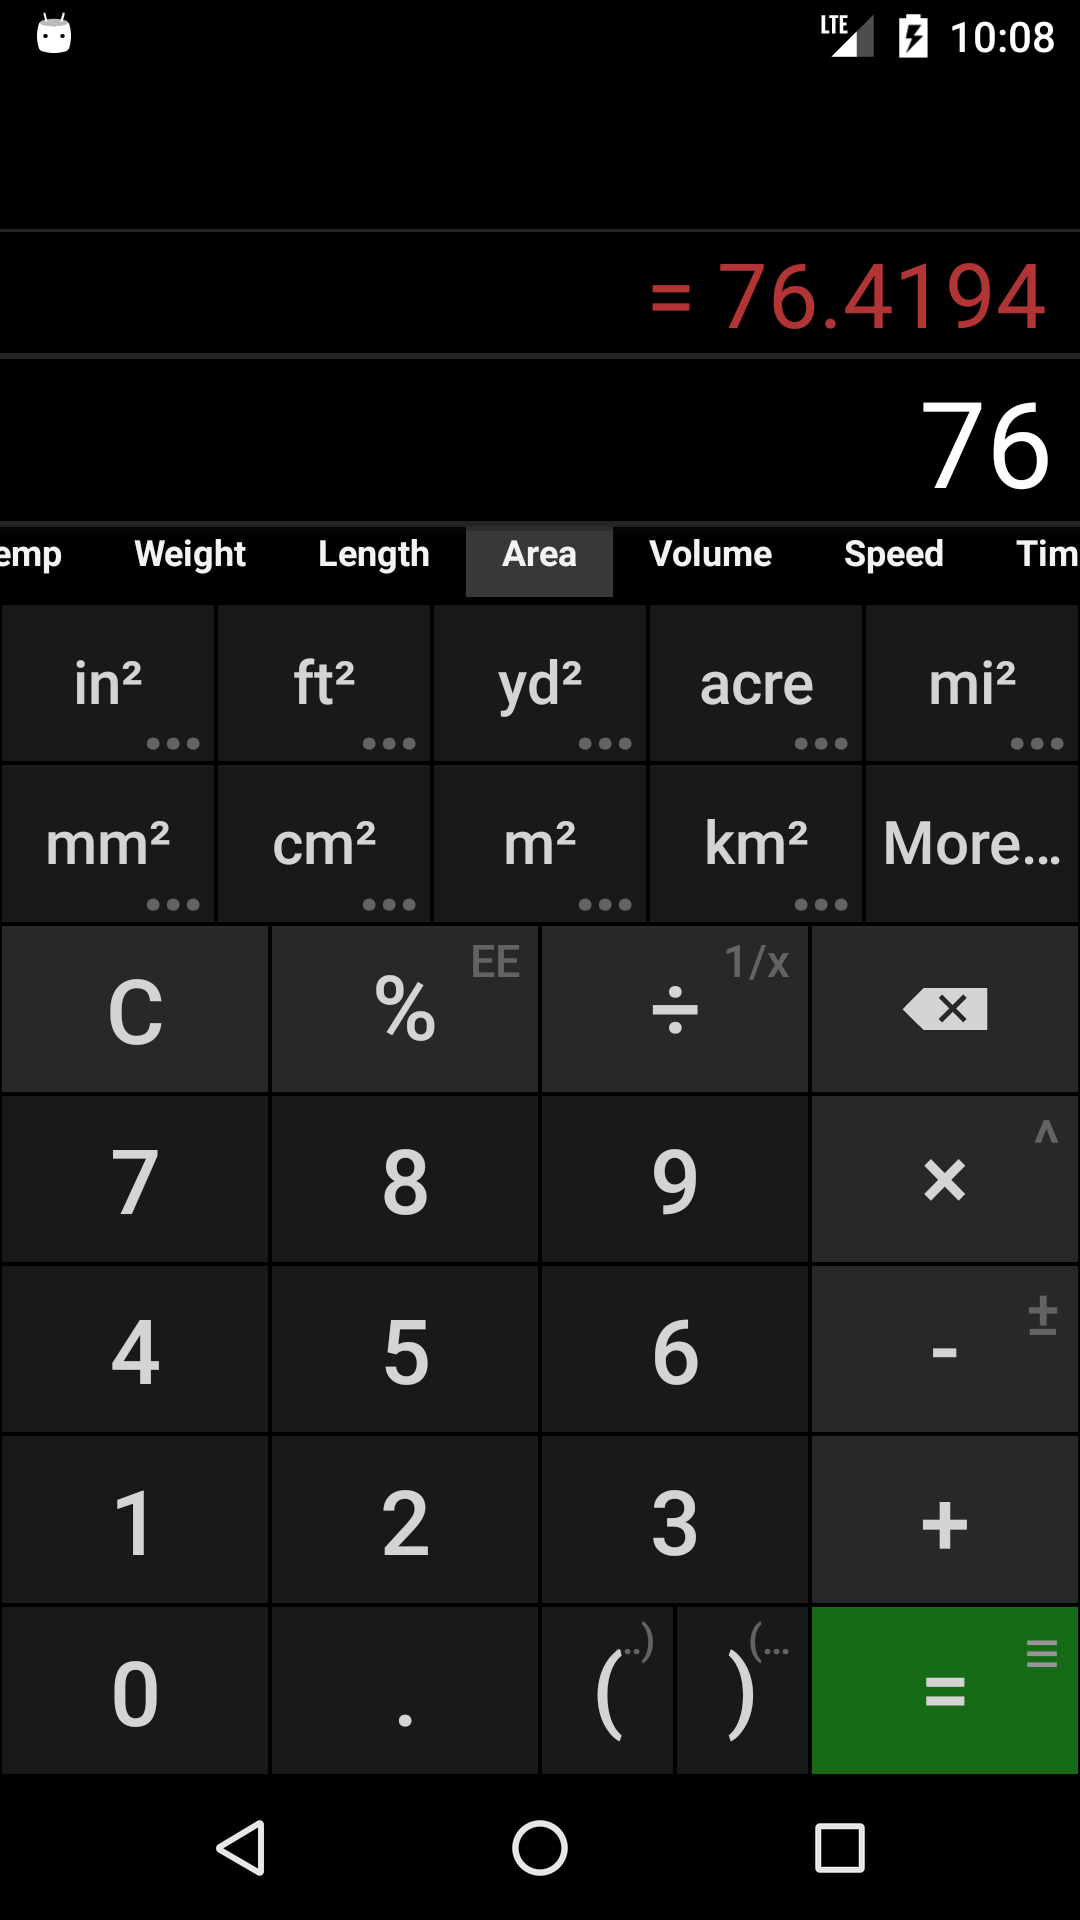 LTE 10:08
= 76.4194
76
emp Weight Length Area Volume Speed Tim
in² ft² yd² acre mi²
mm² cm² m² km² More...
C % EE ÷ 1/x
7 8 9 × ^
4 5 6 - ±
1 2 3 +
0 . ( ..) ) (... =